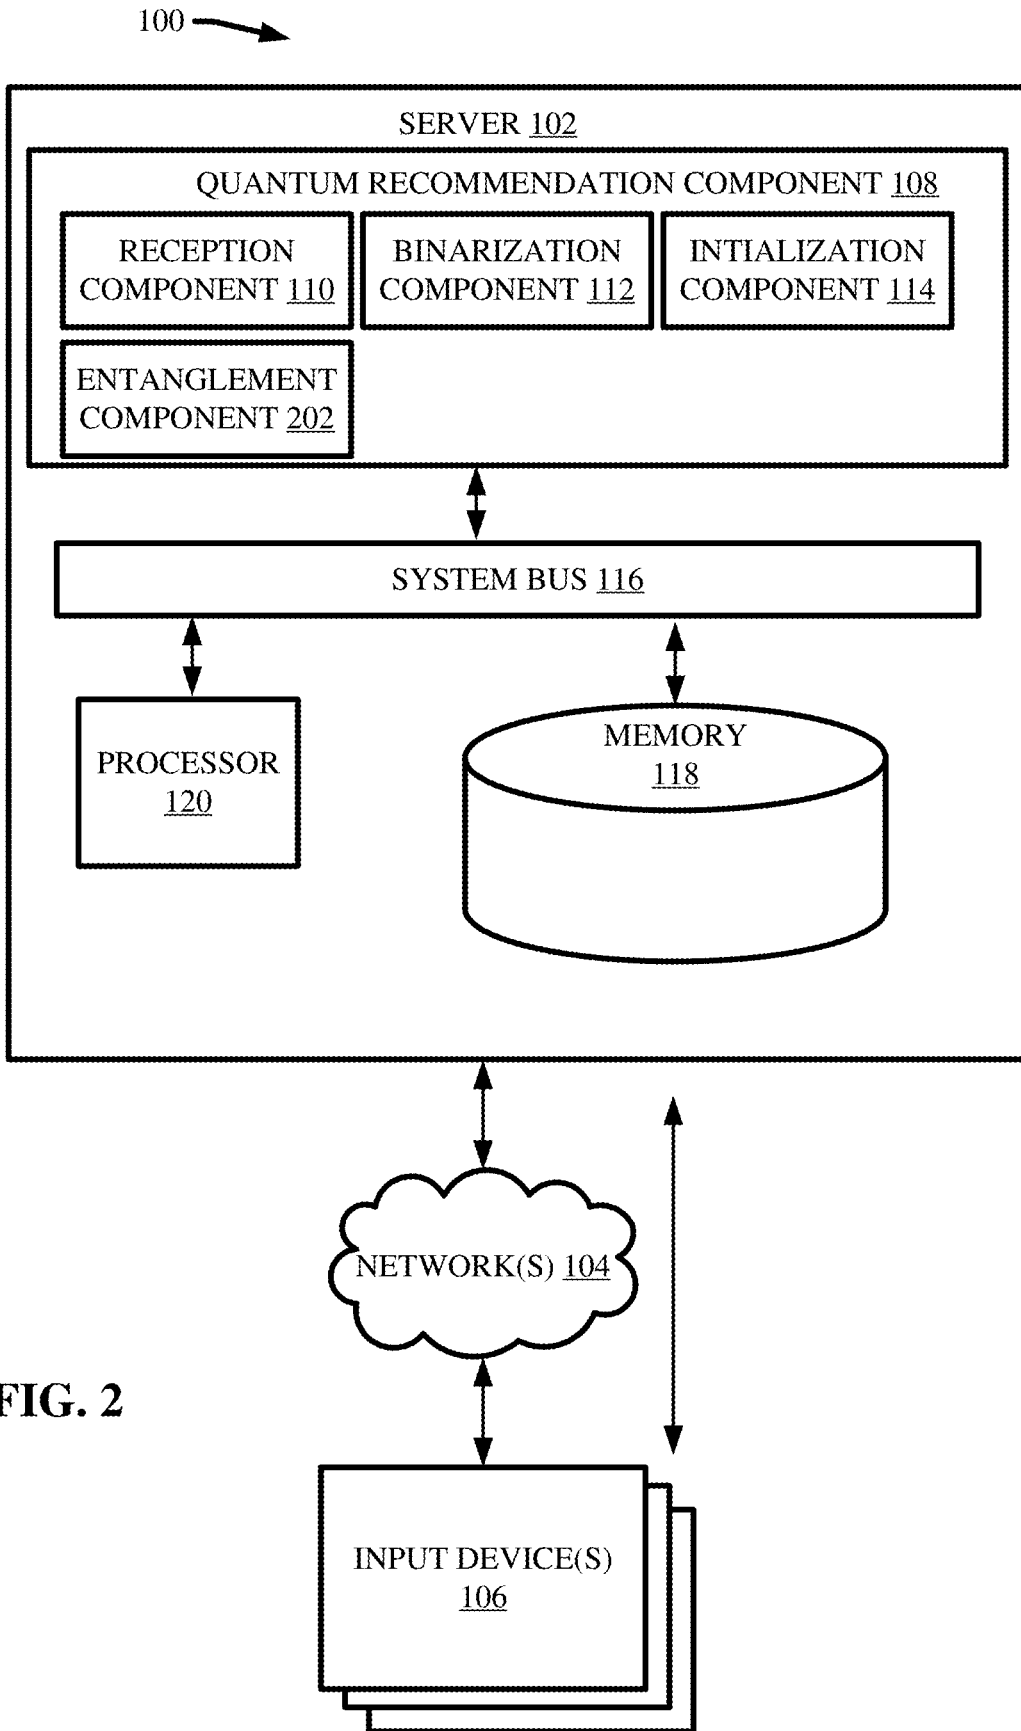 100
SERVER 102
QUANTUM RECOMMENDATION COMPONENT 108
RECEPTION
COMPONENT 110
BINARIZATION
COMPONENT 112
INTIALIZATION
COMPONENT 114
ENTANGLEMENT
COMPONENT 202
SYSTEM BUS 116
PROCESSOR
120
MEMORY
118
NETWORK(S) 104
FIG. 2
INPUT DEVICE(S)
106